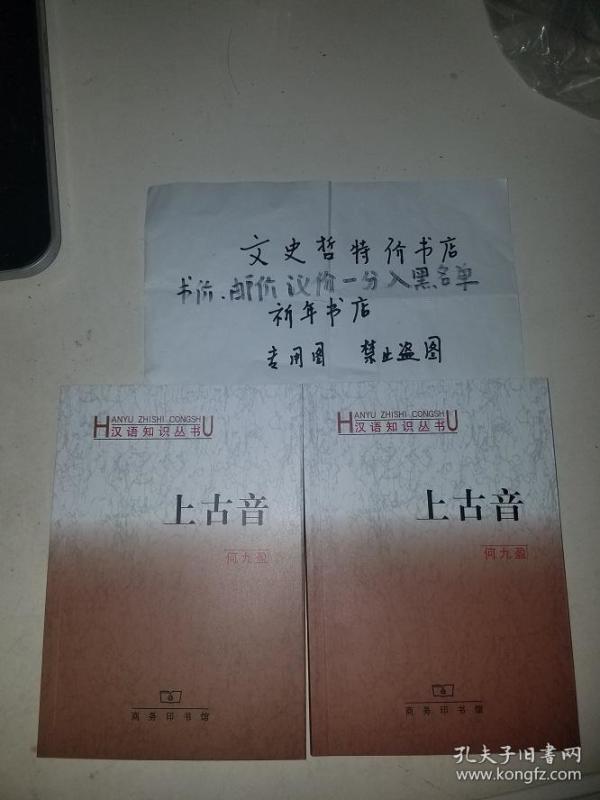 文史哲特价书店
书价、邮价议价一分入黑名单
祈年书店
专用图 禁止盗图
HANYU ZHISHI CONGSHU
汉语知识丛书
上古音
何九盈
商务印书馆
HANYU ZHISHI CONGSHU
汉语知识丛书
上古音
何九盈
商务印书馆
孔夫子旧书网
www.kongfz.com